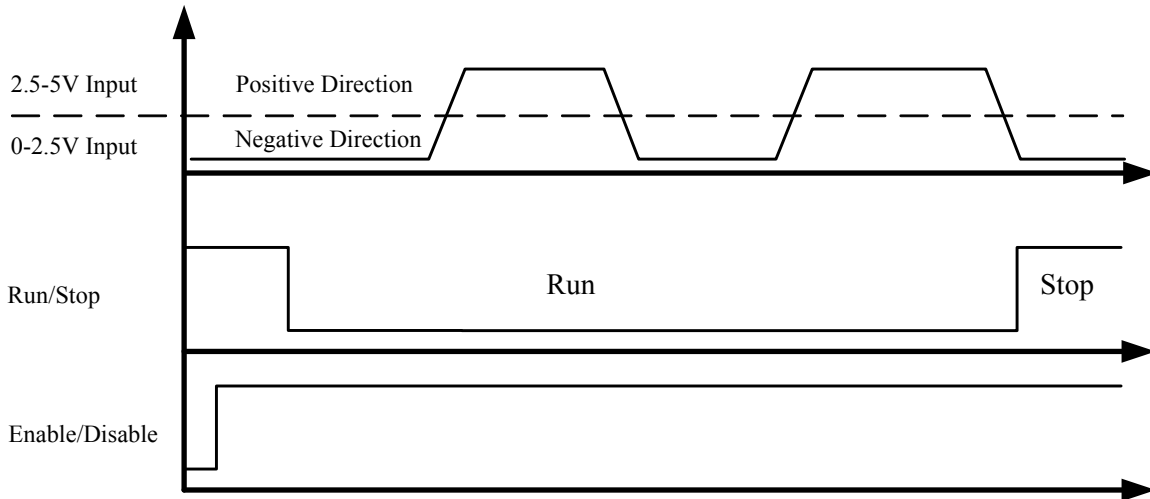 2.5-5V Input
Positive Direction
0-2.5V Input
Negative Direction
Run/Stop
Run
Stop
Enable/Disable